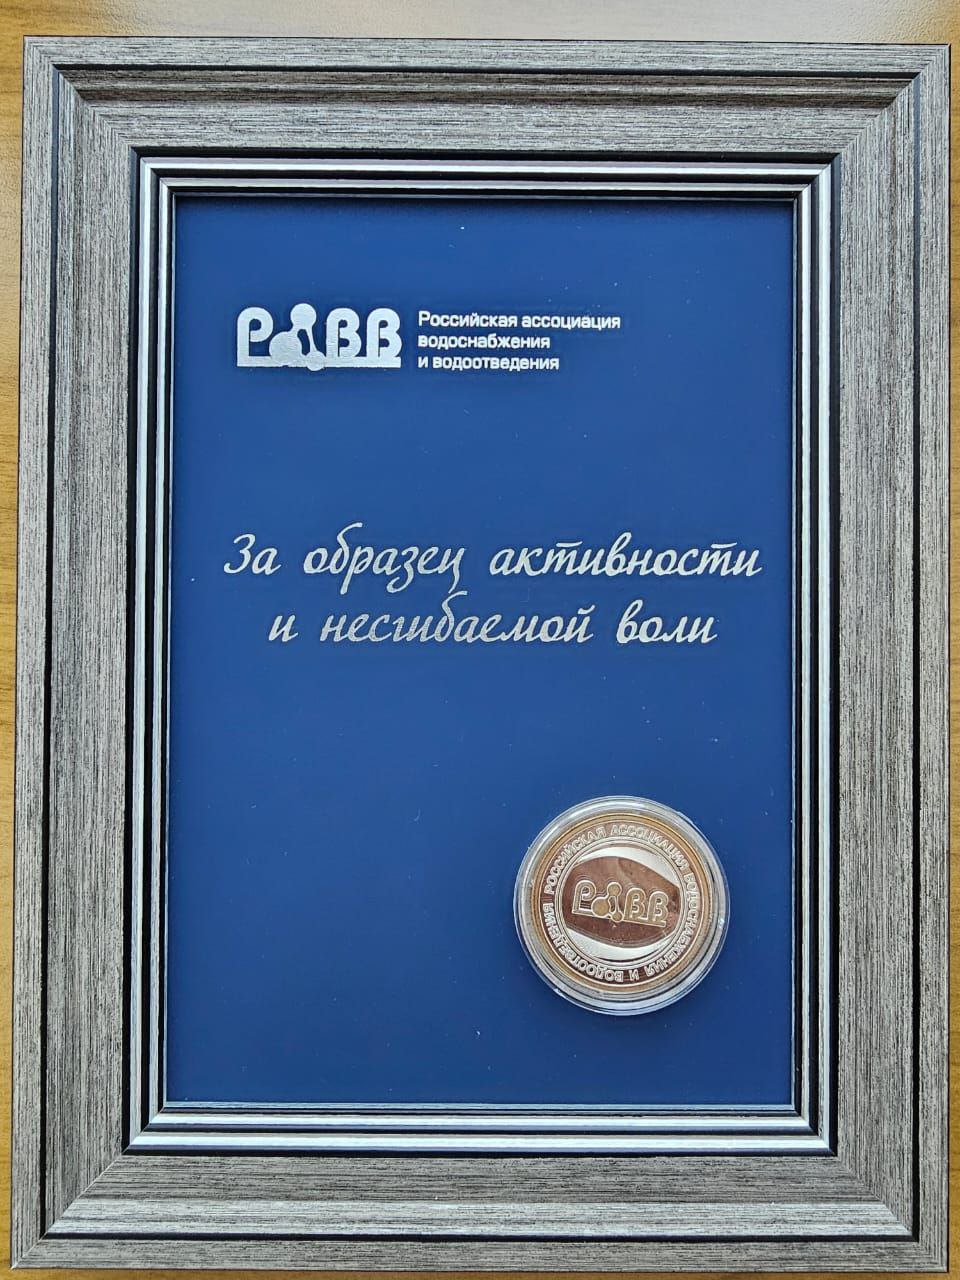 РАВВ
Российская ассоциация
водоснабжения
и водоотведения
За образец активности
и несгибаемой воли
РОССИЙСКАЯ АССОЦИАЦИЯ ВОДОСНАБЖЕНИЯ И ВОДООТВЕДЕНИЯ
РАВВ